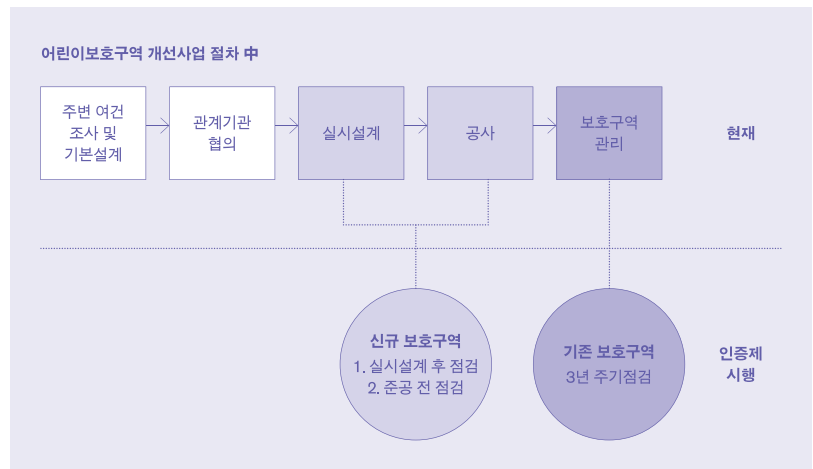 어린이보호구역 개선사업 절차 中
주변 여건
조사 및
기본설계
관계기관
협의
실시설계
공사
보호구역
관리
현재
신규 보호구역
1. 실시설계 후 점검
2. 준공 전 점검
기존 보호구역
3년 주기점검
인증제
시행